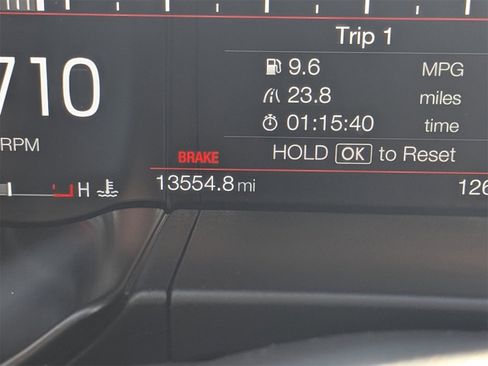 Trip 1
9.6 MPG
710
23.8 miles
01:15:40 time
RPM
BRAKE HOLD OK to Reset
H 13554.8 mi 126